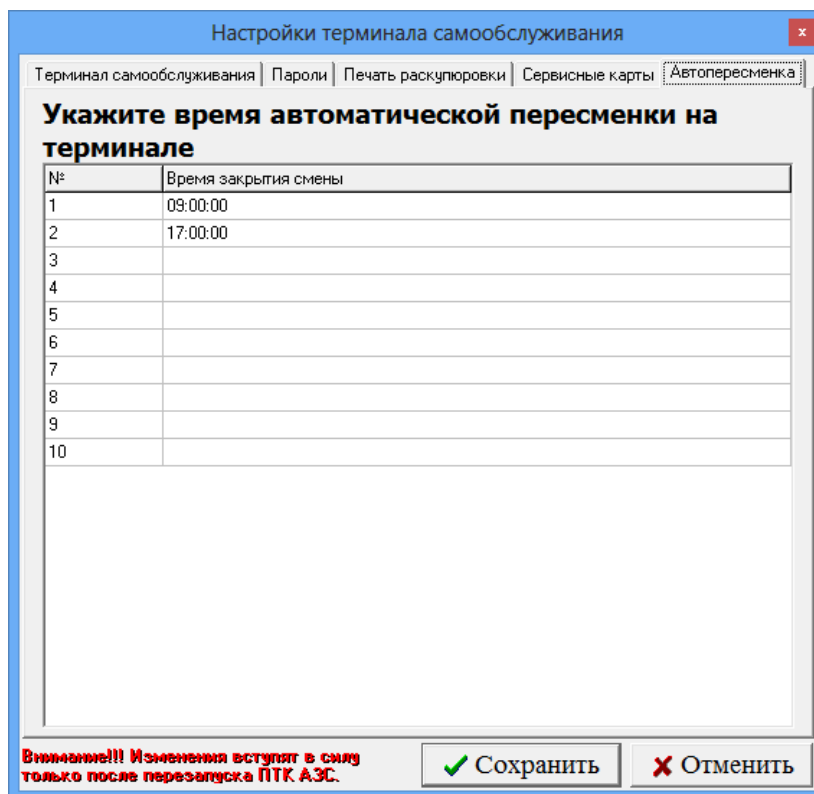 Настройки терминала самообслуживания
x
Терминал самообслуживания Пароли Печать раскупюровки Сервисные карты Автопересменка
Укажите время автоматической пересменки на
терминале
№ Время закрытия смены
1 09:00:00
2 17:00:00
3
4
5
6
7
8
9
10
Внимание!!! Изменения вступят в силу
только после перезапуска ПТК АЗС.
Сохранить Отменить